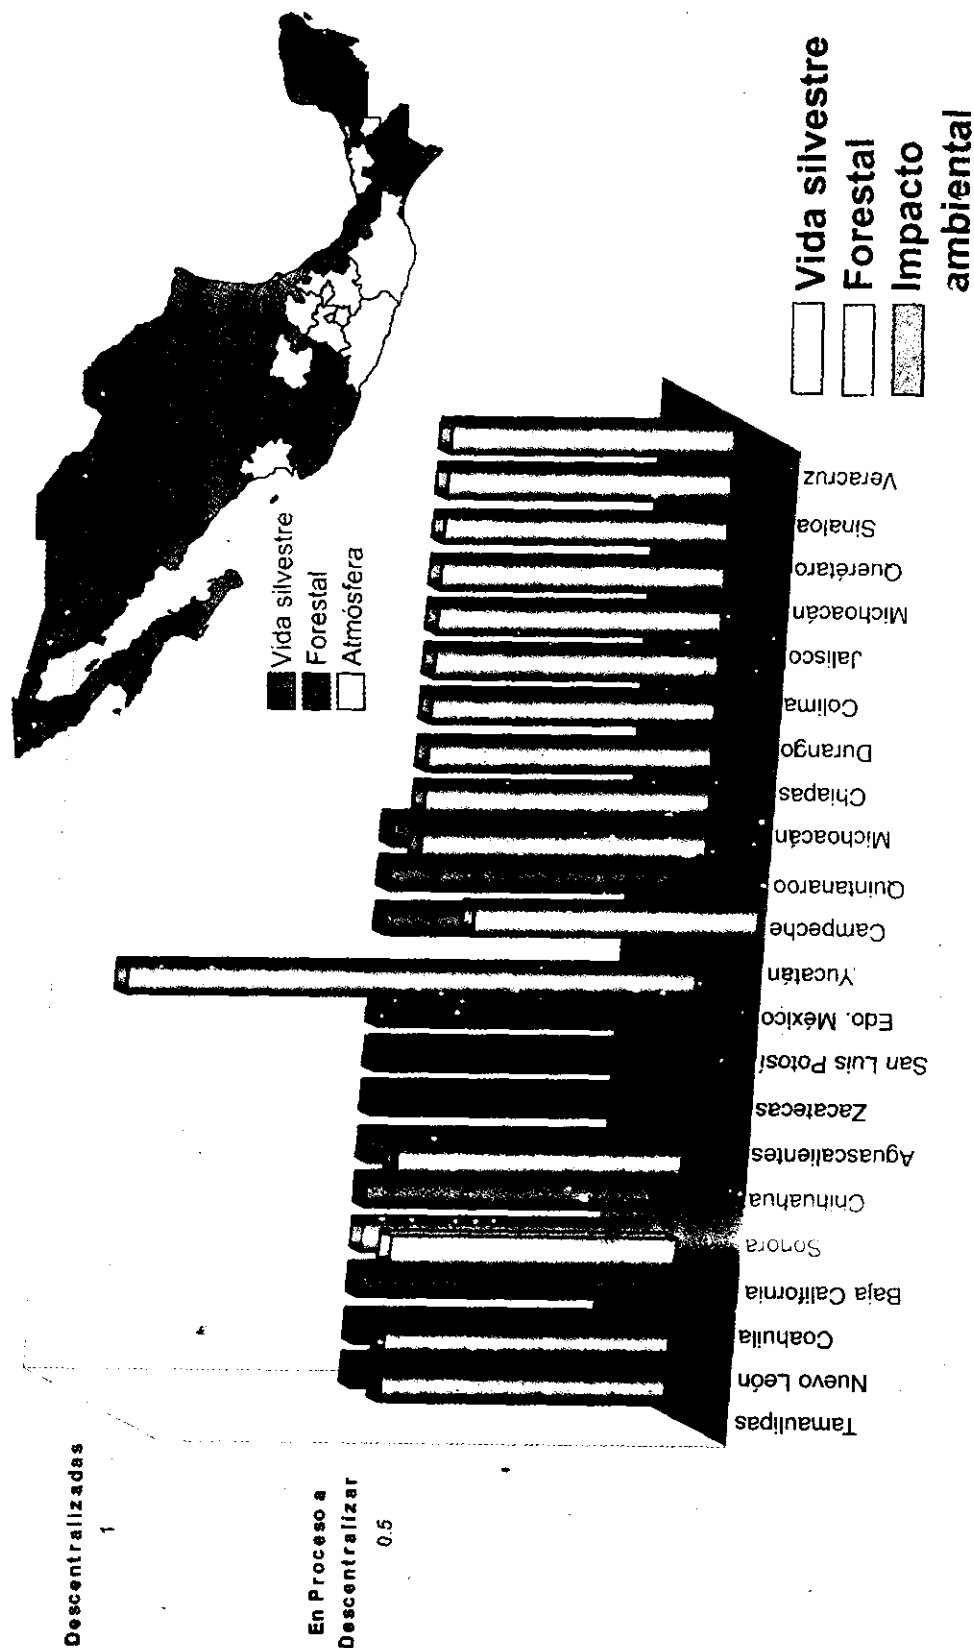 Vida silvestre
Forestal
Atmósfera
Descentralizadas
1
En Proceso a
Descentralizar
0.5
Tamaulipas
Nuevo León
Coahuila
Baja California
Sonora
Chihuahua
Aguascalientes
Zacatecas
San Luis Potosí
Edo. México
Yucatán
Campeche
Quintanaroo
Michoacán
Chiapas
Durango
Colima
Jalisco
Michoacán
Querétaro
Sinaloa
Veracruz
Vida silvestre
Forestal
Impacto
ambiental